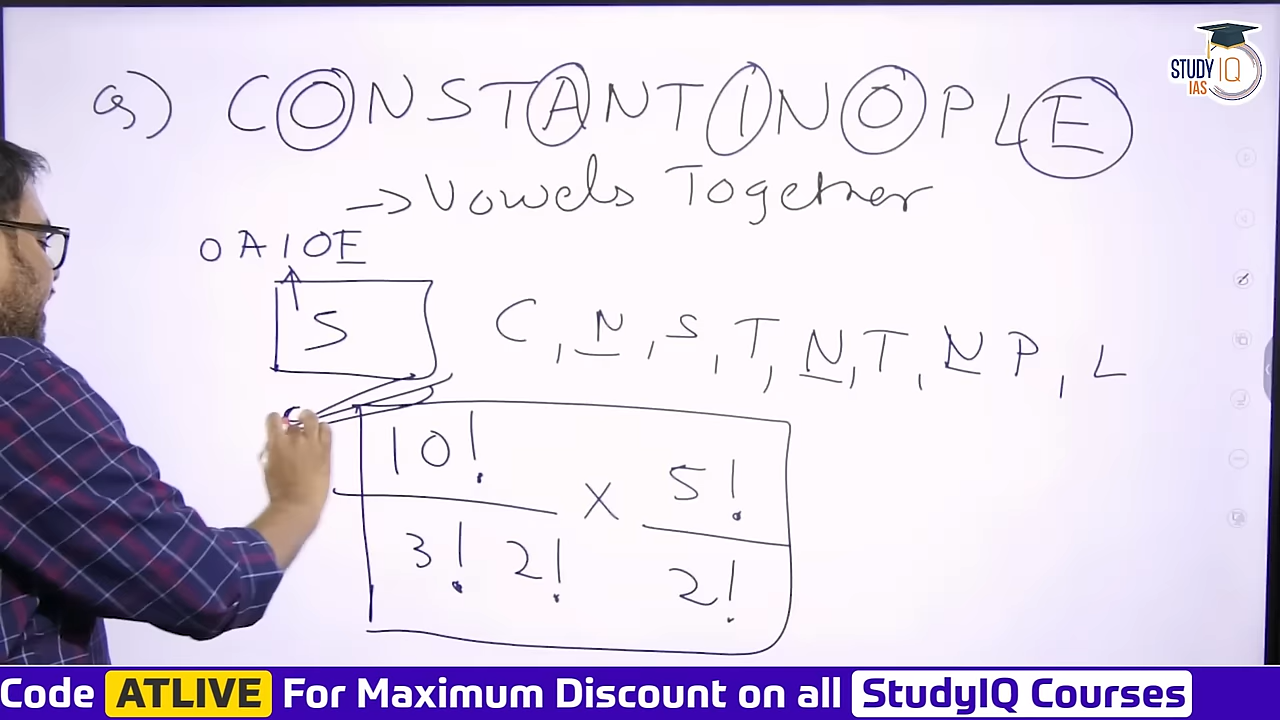 STUDY IQ
IAS
Q) CONSTANTINOPLE
→ Vowels Together
OAIOE
5 C, N, S, T, N, T, N P, L
10! × 5!
3! 2! 2!
Code ATLIVE For Maximum Discount on all StudyIQ Courses